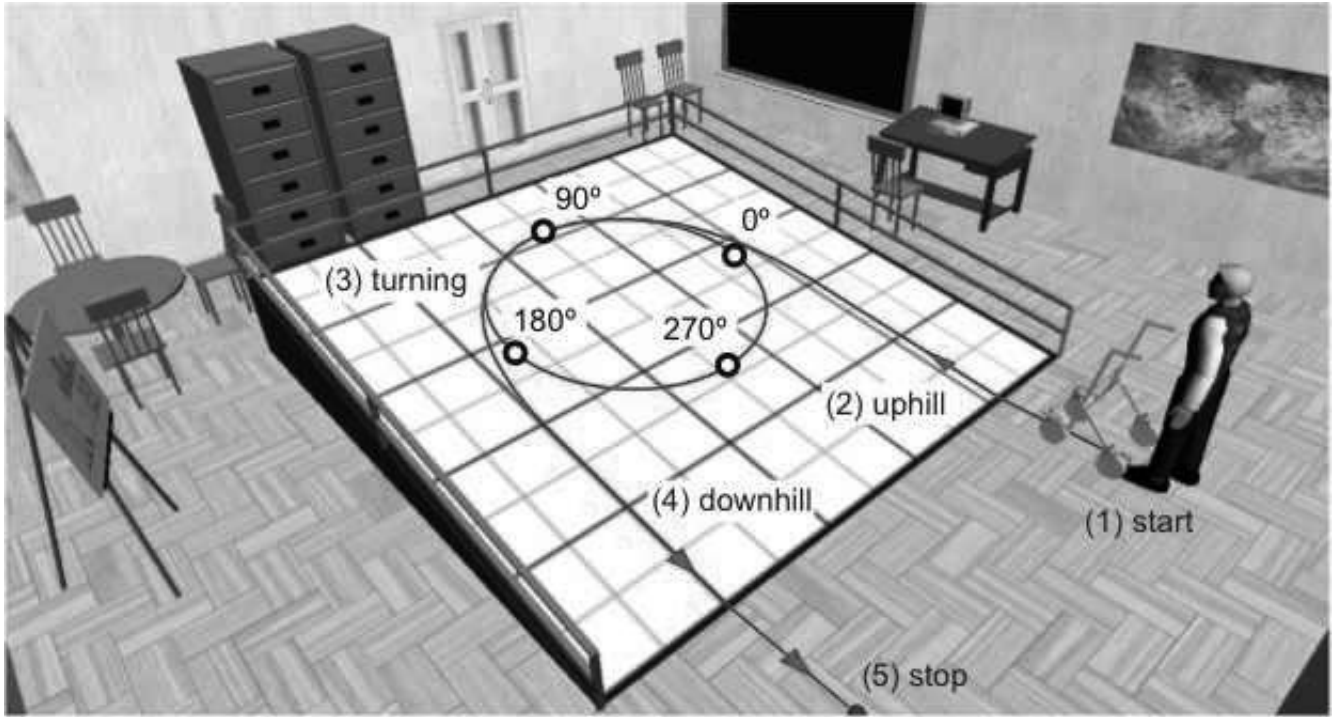 90º
0º
(3) turning
180º
270º
(2) uphill
(4) downhill
(1) start
(5) stop